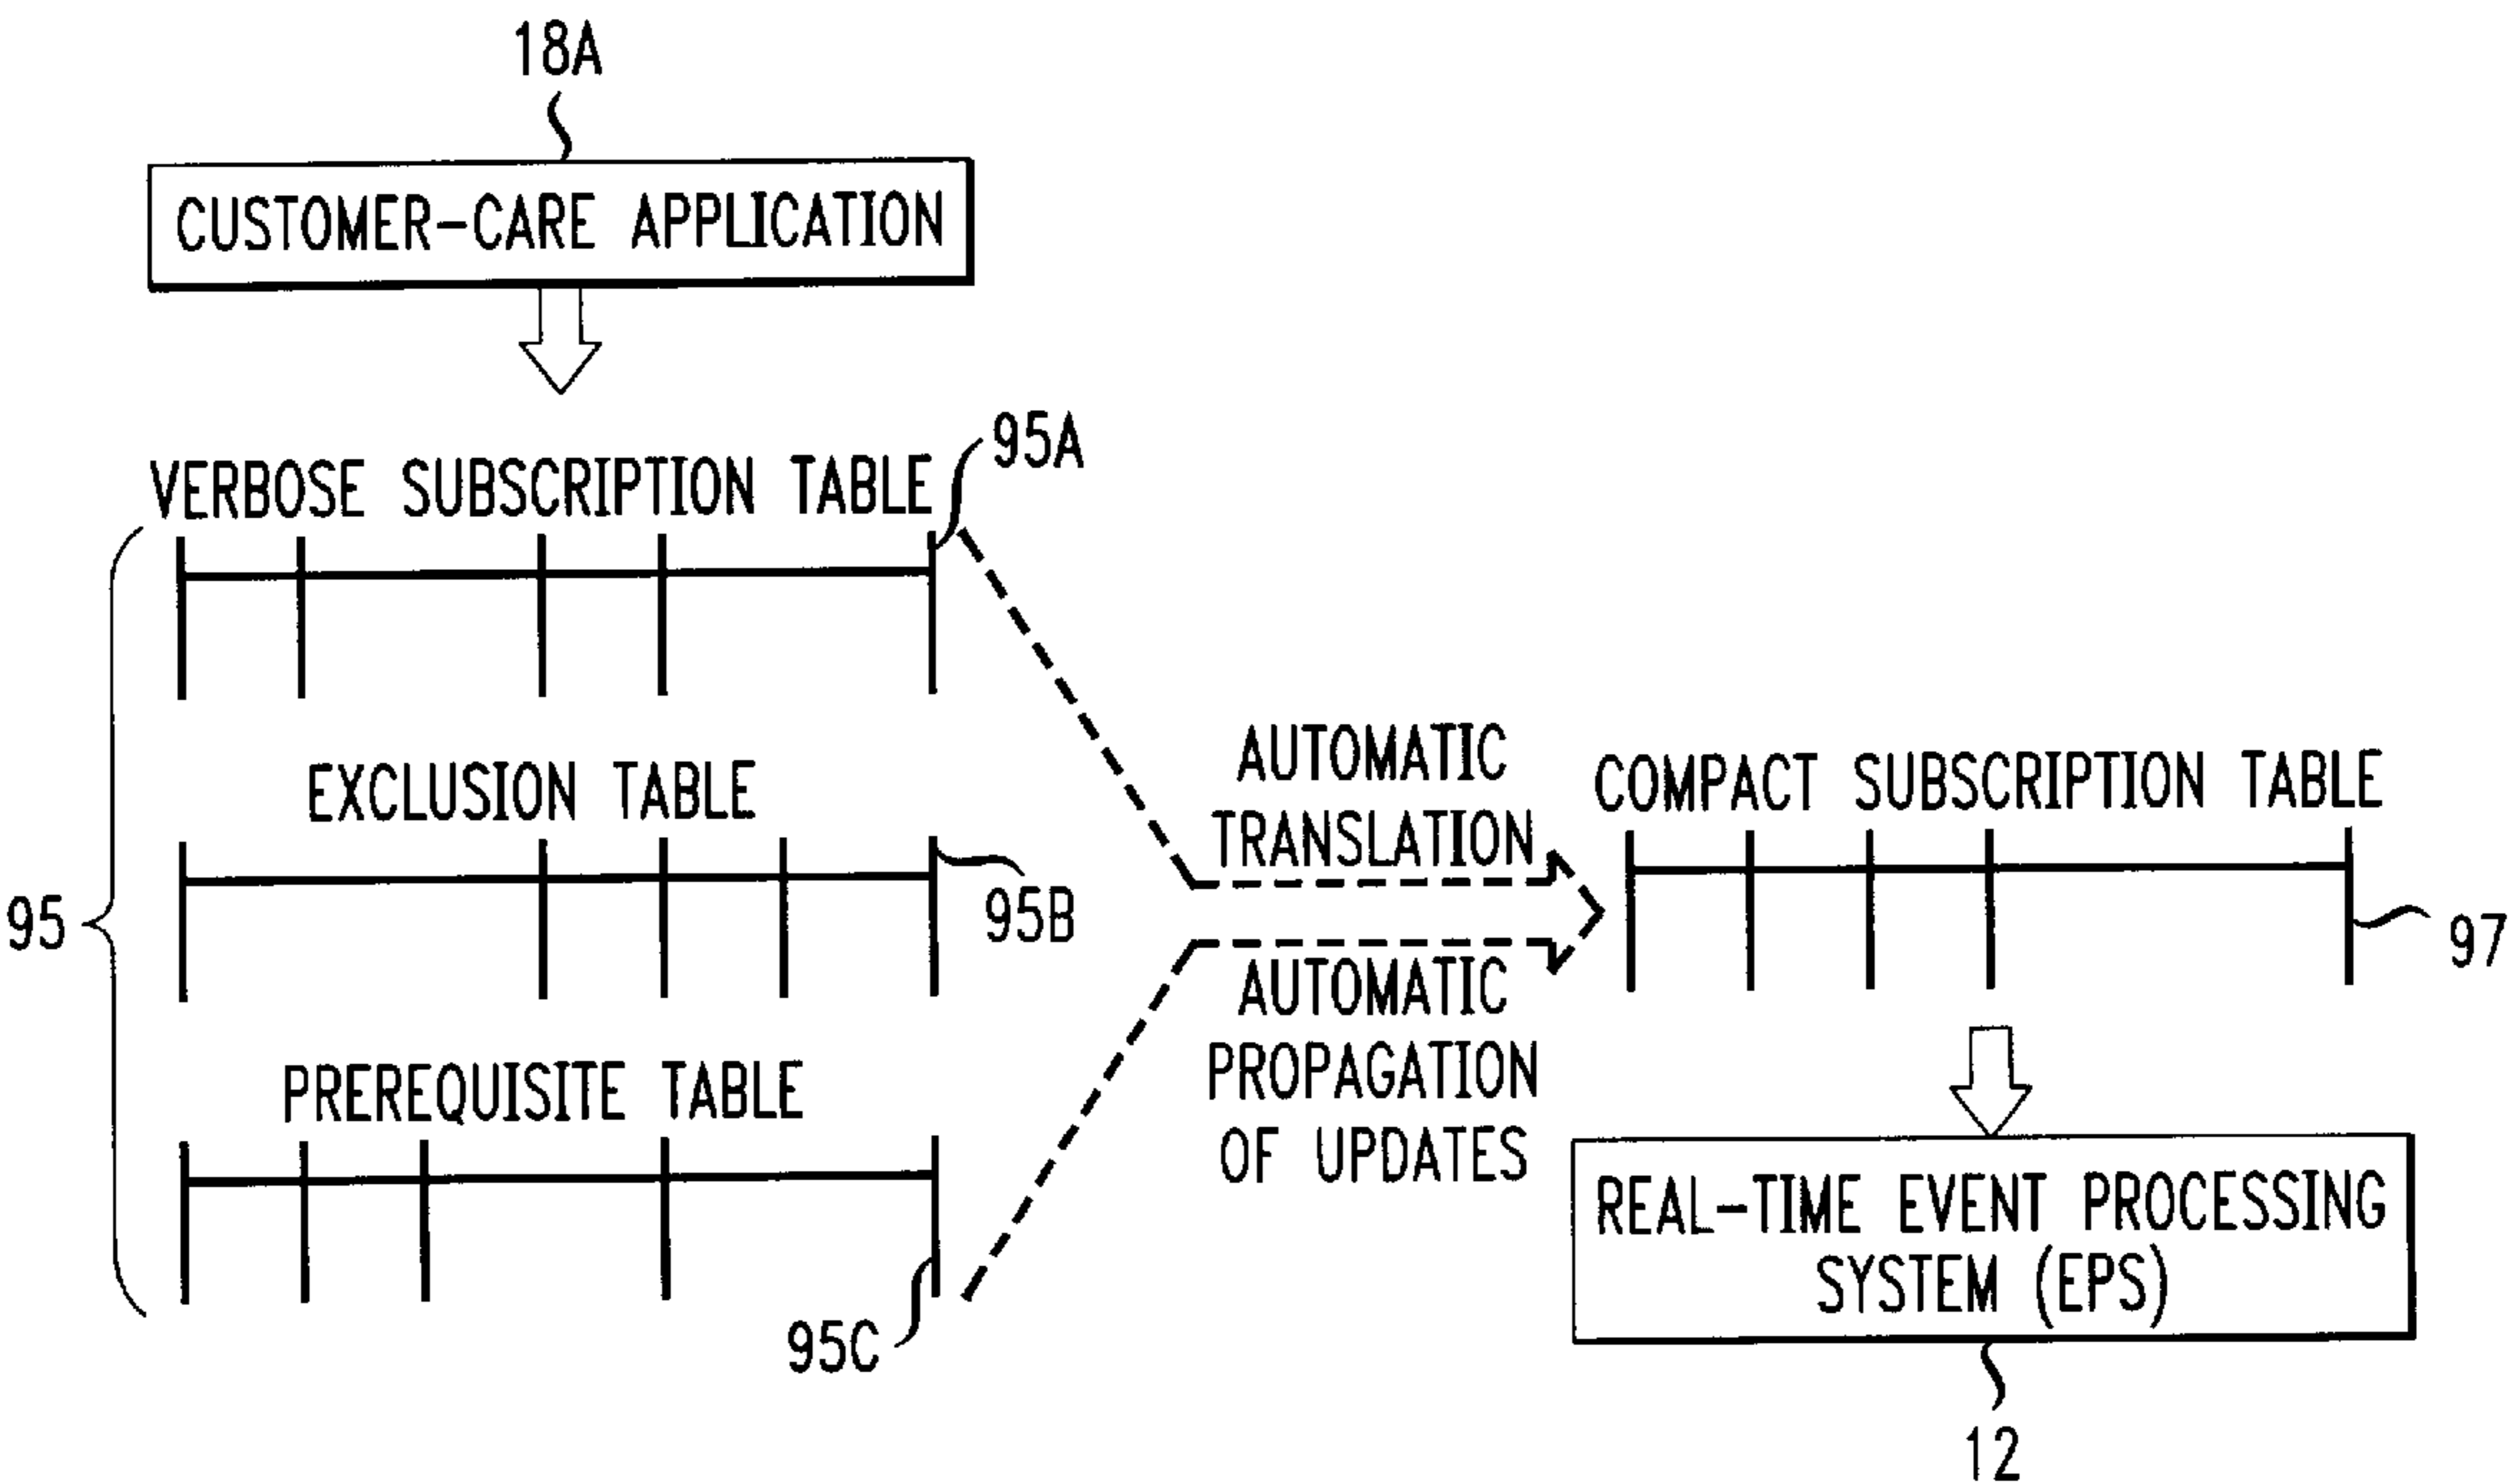 18A
CUSTOMER-CARE APPLICATION
95A
VERBOSE SUBSCRIPTION TABLE
EXCLUSION TABLE
95B
95
PREREQUISITE TABLE
95C
AUTOMATIC
TRANSLATION
AUTOMATIC
PROPAGATION
OF UPDATES
COMPACT SUBSCRIPTION TABLE
97
REAL-TIME EVENT PROCESSING
SYSTEM (EPS)
12